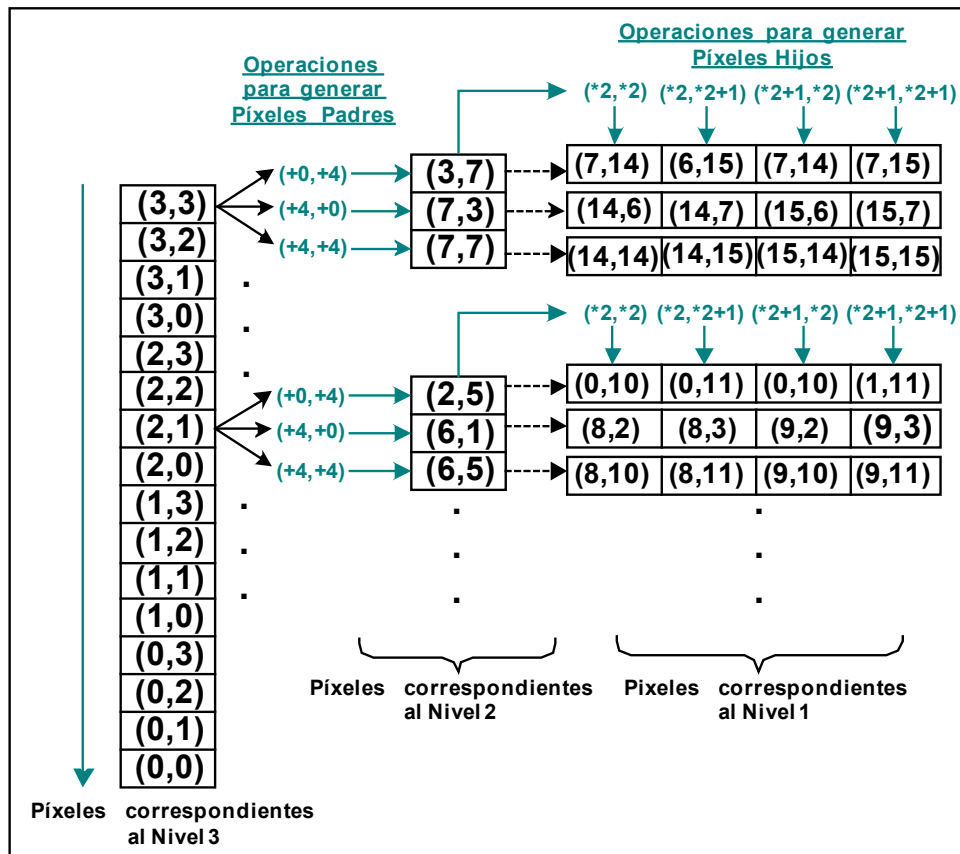 Operaciones para generar
Píxeles Hijos
Operaciones
para generar
Píxeles Padres
(*2,*2) (*2,*2+1) (*2+1,*2) (*2+1,*2+1)
(+0,+4) (3,7) (7,14) (6,15) (7,14) (7,15)
(3,3) (+4,+0) (7,3) (14,6) (14,7) (15,6) (15,7)
(3,2) (+4,+4) (7,7) (14,14) (14,15) (15,14) (15,15)
(3,1)
(3,0) (*2,*2) (*2,*2+1) (*2+1,*2) (*2+1,*2+1)
(2,3)
(2,2) (+0,+4) (2,5) (0,10) (0,11) (0,10) (1,11)
(2,1) (+4,+0) (6,1) (8,2) (8,3) (9,2) (9,3)
(2,0) (+4,+4) (6,5) (8,10) (8,11) (9,10) (9,11)
(1,3)
(1,2)
(1,1)
(1,0)
(0,3)
(0,2)
(0,1)
(0,0)
Píxeles correspondientes
al Nivel 2
Pixeles correspondientes
al Nivel 1
Píxeles correspondientes
al Nivel 3